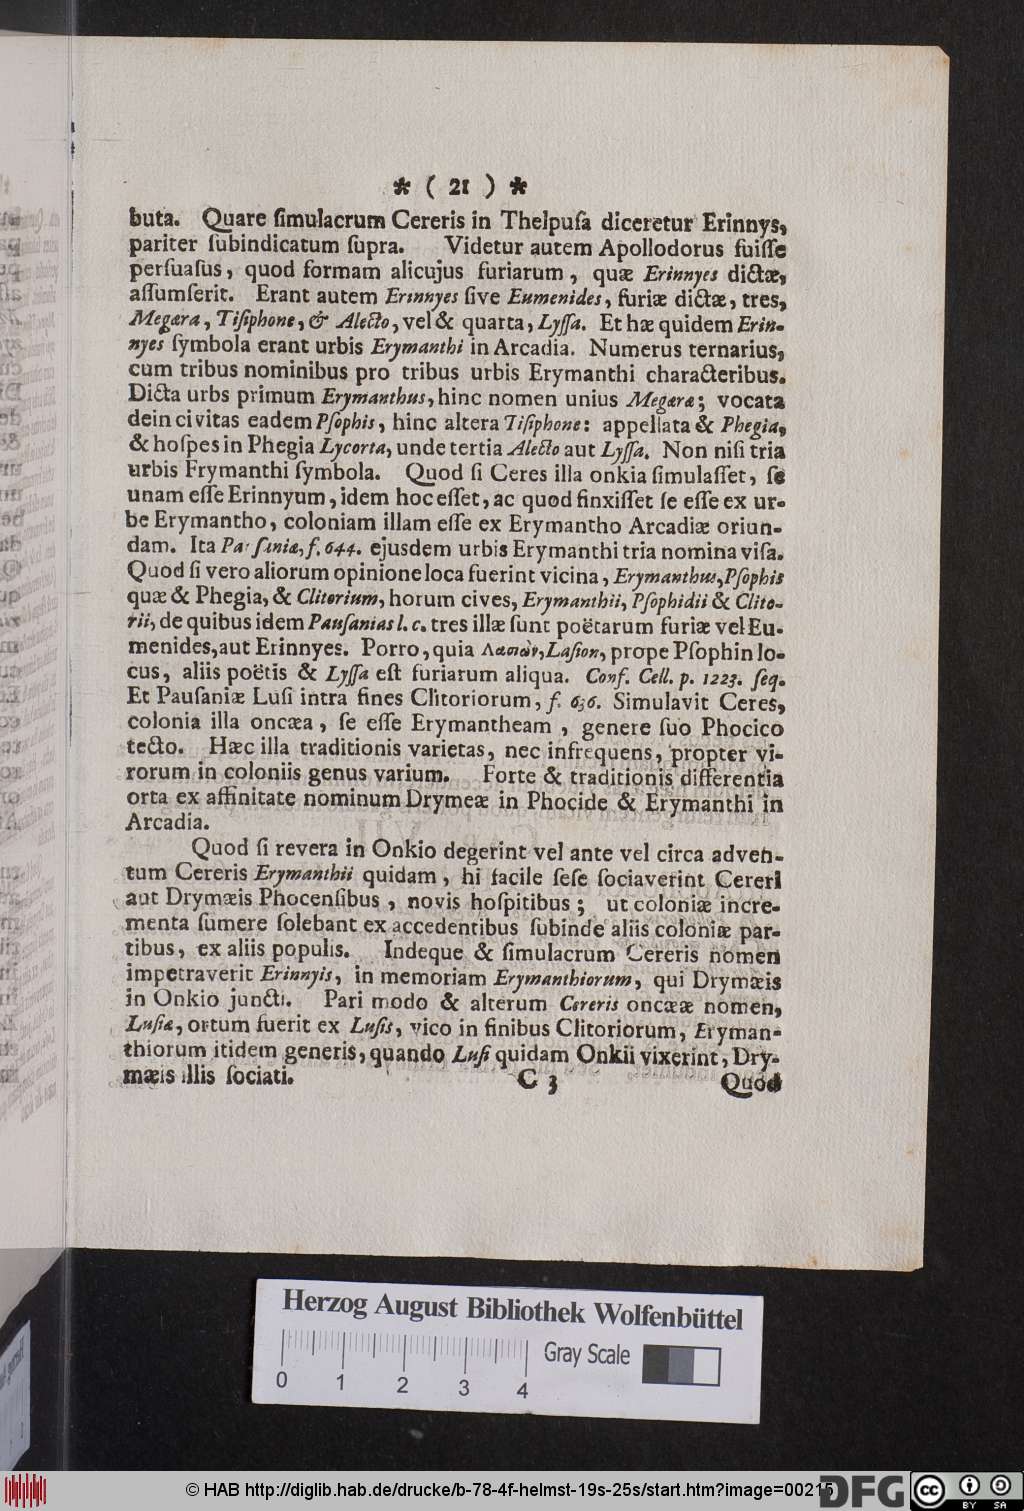 * ( 21 ) *
buta. Quare ſimulacrum Cereris in Thelpuſa diceretur Erinnys,
pariter ſubindicatum ſupra. Videtur autem Apollodorus fuiſſe
perſuaſus, quod formam alicujus furiarum, quæ Erinnyes dictæ,
aſſumſerit. Erant autem Erinnyes ſive Eumenides, furiæ dictæ, tres,
Megæra, Tiſiphone, & Alecto, vel & quarta, Lyſſa. Et hæ quidem Erin-
nyes ſymbola erant urbis Erymanthi in Arcadia. Numerus ternarius,
cum tribus nominibus pro tribus urbis Erymanthi characteribus.
Dicta urbs primum Erymanthus, hinc nomen unius Megæræ; vocata
dein civitas eadem Pſophis, hinc altera Tiſiphone: appellata & Phegia,
& hoſpes in Phegia Lycorta, unde tertia Alecto aut Lyſſa. Non niſi tria
urbis Frymanthi ſymbola. Quod ſi Ceres illa onkia ſimulaſſet, ſe
unam eſſe Erinnyum, idem hoc eſſet, ac quod finxiſſet ſe eſſe ex ur-
be Erymantho, coloniam illam eſſe ex Erymantho Arcadiæ oriun-
dam. Ita Pauſaniæ, f. 644. ejusdem urbis Erymanthi tria nomina viſa.
Quod ſi vero aliorum opinione loca fuerint vicina, Erymanthus, Pſophis
quæ & Phegia, & Clitorium, horum cives, Erymanthii, Pſophidii & Clito-
rii, de quibus idem Pauſanias l. c. tres illæ ſunt poëtarum furiæ vel Eu-
menides, aut Erinnyes. Porro, quia Λασιὼν, Laſion, prope Pſophin lo-
cus, aliis poëtis & Lyſſa eſt furiarum aliqua. Conf. Cell. p. 1223. ſeq.
Et Pauſaniæ Luſi intra fines Clitoriorum, f. 636. Simulavit Ceres,
colonia illa oncæa, ſe eſſe Erymantheam, genere ſuo Phocico
tecto. Hæc illa traditionis varietas, nec infrequens, propter vi-
rorum in coloniis genus varium. Forte & traditionis differentia
orta ex affinitate nominum Drymeæ in Phocide & Erymanthi in
Arcadia.
Quod ſi revera in Onkio degerint vel ante vel circa adven-
tum Cereris Erymanthii quidam, hi facile ſeſe ſociaverint Cereri
aut Drymæis Phocenſibus, novis hoſpitibus; ut coloniæ incre-
menta ſumere ſolebant ex accedentibus ſubinde aliis coloniæ par-
tibus, ex aliis populis. Indeque & ſimulacrum Cereris nomen
impetraverit Erinnyis, in memoriam Erymanthiorum, qui Drymæis
in Onkio juncti. Pari modo & alterum Cereris oncææ nomen,
Luſiæ, ortum fuerit ex Luſis, vico in finibus Clitoriorum, Eryman-
thiorum itidem generis, quando Luſi quidam Onkii vixerint, Dry-
mæis illis ſociati.
C 3 Quod
Herzog August Bibliothek Wolfenbüttel
Gray Scale
0 1 2 3 4
© HAB http://diglib.hab.de/drucke/b-78-4f-helmst-19s-25s/start.htm?image=00215
DFG
cc BY SA